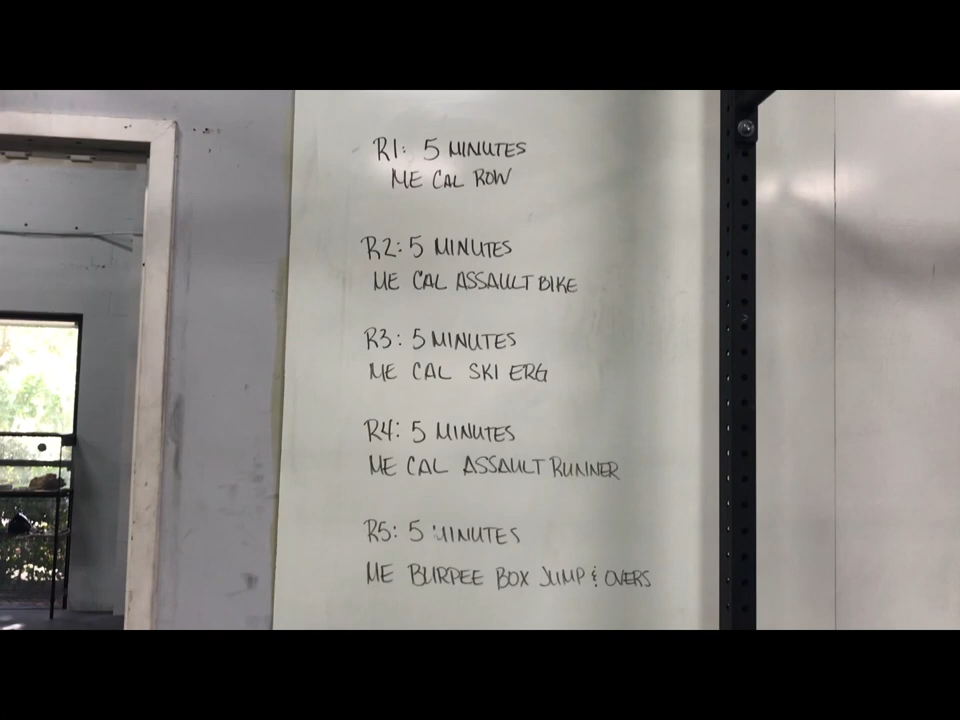 R1: 5 MINUTES
ME CAL ROW
R2: 5 MINUTES
ME CAL ASSAULT BIKE
R3: 5 MINUTES
ME CAL SKI ERG
R4: 5 MINUTES
ME CAL ASSAULT RUNNER
R5: 5 MINUTES
ME BURPEE BOX JUMP & OVERS